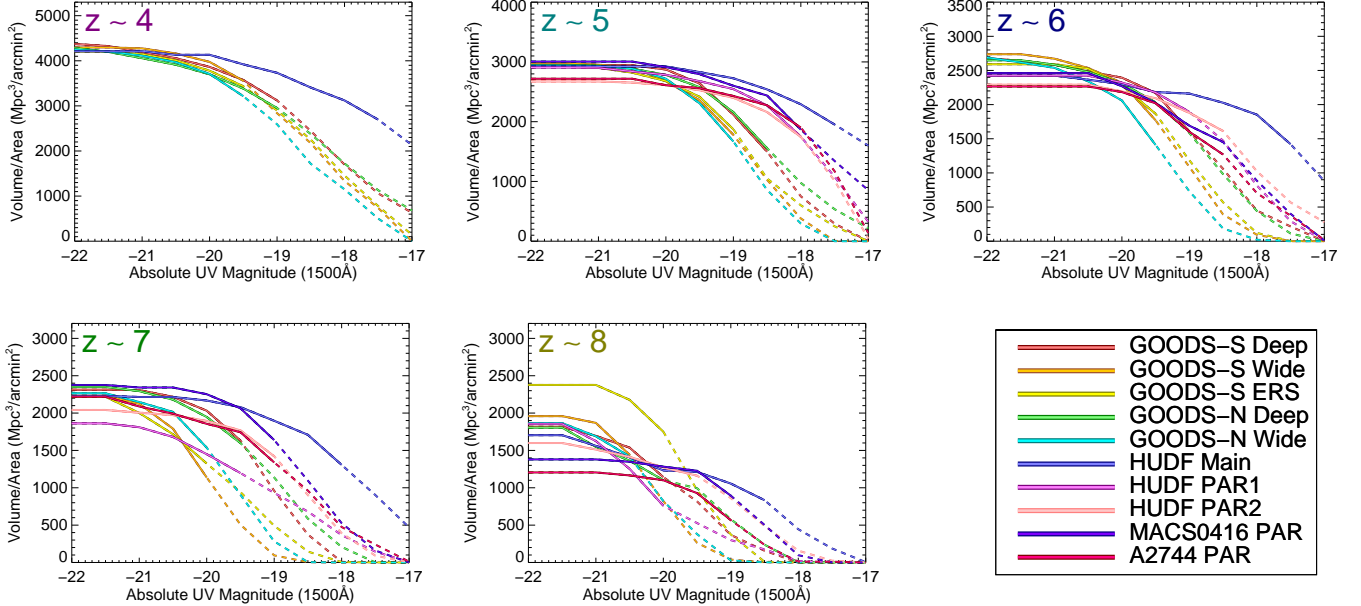 z ~ 4
Volume/Area (Mpc³/arcmin²)
5000
4000
3000
2000
1000
0
−22 −21 −20 −19 −18 −17
Absolute UV Magnitude (1500Å)
z ~ 5
Volume/Area (Mpc³/arcmin²)
4000
3000
2000
1000
0
−22 −21 −20 −19 −18 −17
Absolute UV Magnitude (1500Å)
z ~ 6
Volume/Area (Mpc³/arcmin²)
3500
3000
2500
2000
1500
1000
500
0
−22 −21 −20 −19 −18 −17
Absolute UV Magnitude (1500Å)
z ~ 7
Volume/Area (Mpc³/arcmin²)
3000
2500
2000
1500
1000
500
0
−22 −21 −20 −19 −18 −17
Absolute UV Magnitude (1500Å)
z ~ 8
Volume/Area (Mpc³/arcmin²)
3000
2500
2000
1500
1000
500
0
−22 −21 −20 −19 −18 −17
Absolute UV Magnitude (1500Å)
GOODS−S Deep
GOODS−S Wide
GOODS−S ERS
GOODS−N Deep
GOODS−N Wide
HUDF Main
HUDF PAR1
HUDF PAR2
MACS0416 PAR
A2744 PAR